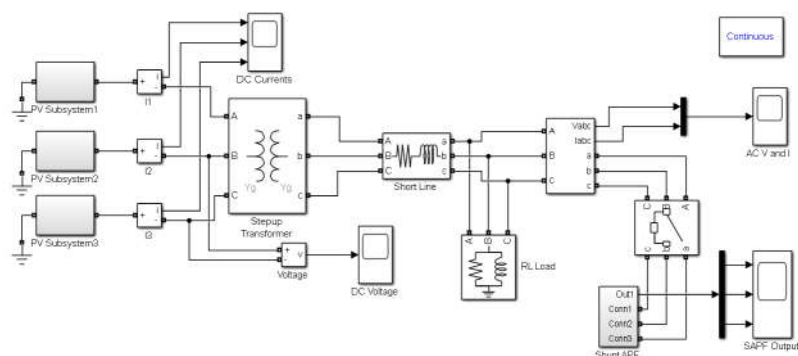 Continuous
DC Currents
PV Subsystem1
+
-
i
I1
PV Subsystem2
+
-
i
I2
PV Subsystem3
+
-
i
I3
A
B
C
a
b
c
Yg
Yg
Stepup
Transformer
+
-
v
Voltage
DC Voltage
A
B
C
a
b
c
Short Line
A
B
C
RL Load
A
B
C
Vabc
Iabc
a
b
c
AC V and I
C
B
A
c
b
a
Out1
Conn1
Conn2
Conn3
Shunt APF
SAPF Output